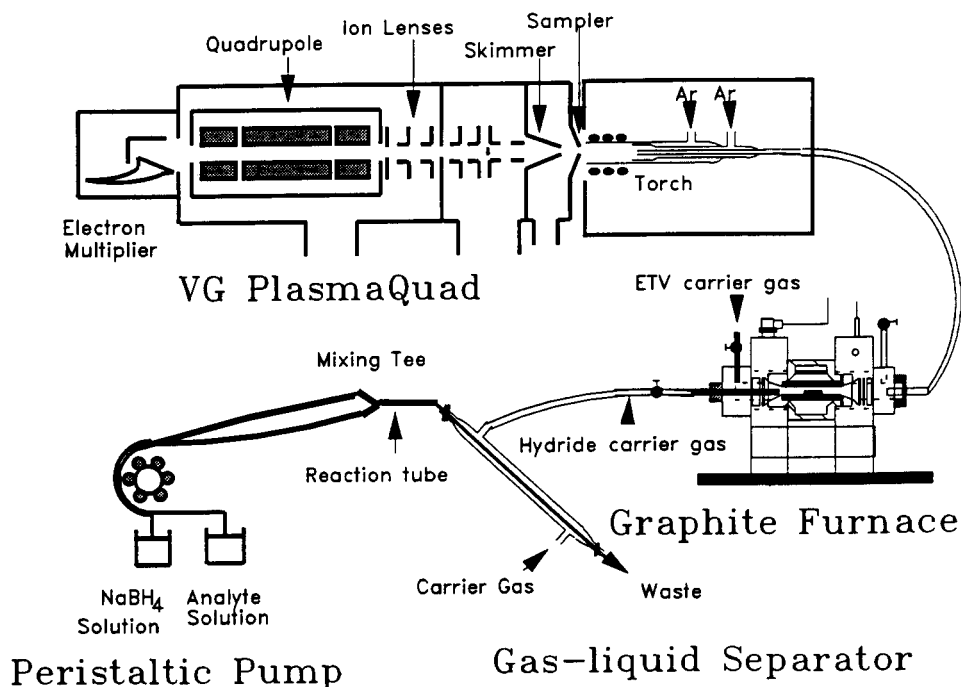 Sampler
Ion Lenses
Quadrupole
Skimmer
Ar Ar
Torch
Electron
Multiplier
VG PlasmaQuad
ETV carrier gas
Mixing Tee
Hydride carrier gas
Reaction tube
Graphite Furnace
Carrier Gas
Waste
NaBH4
Solution
Analyte
Solution
Peristaltic Pump
Gas-liquid Separator